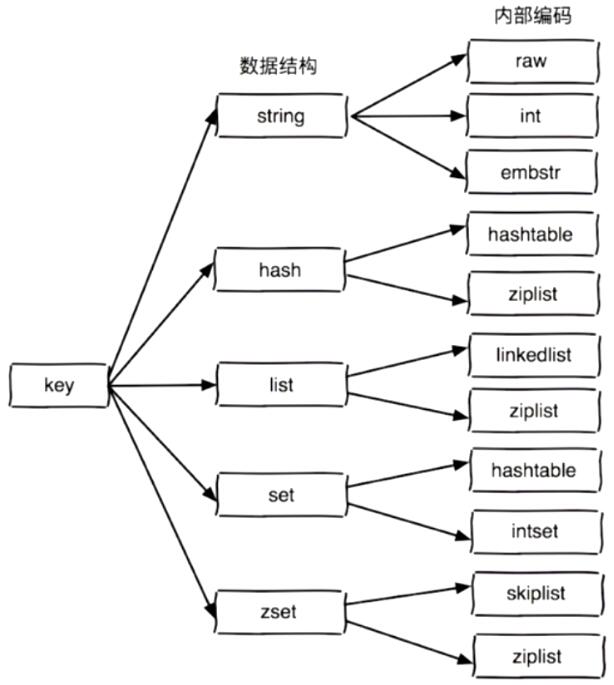 内部编码
数据结构
raw
string
int
embstr
hashtable
hash
ziplist
linkedlist
key
list
ziplist
hashtable
set
intset
skiplist
zset
ziplist